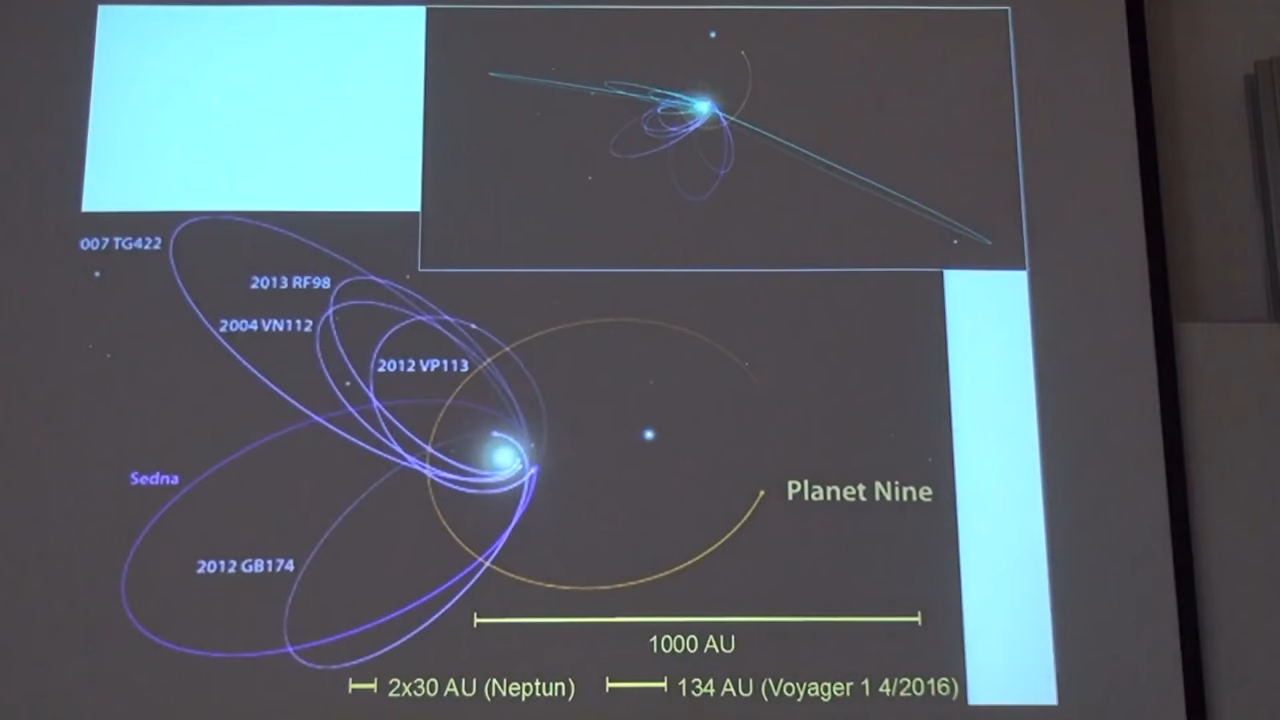 007 TG422
2013 RF98
2004 VN112
2012 VP113
Sedna
Planet Nine
2012 GB174
1000 AU
2x30 AU (Neptun)
134 AU (Voyager 1 4/2016)